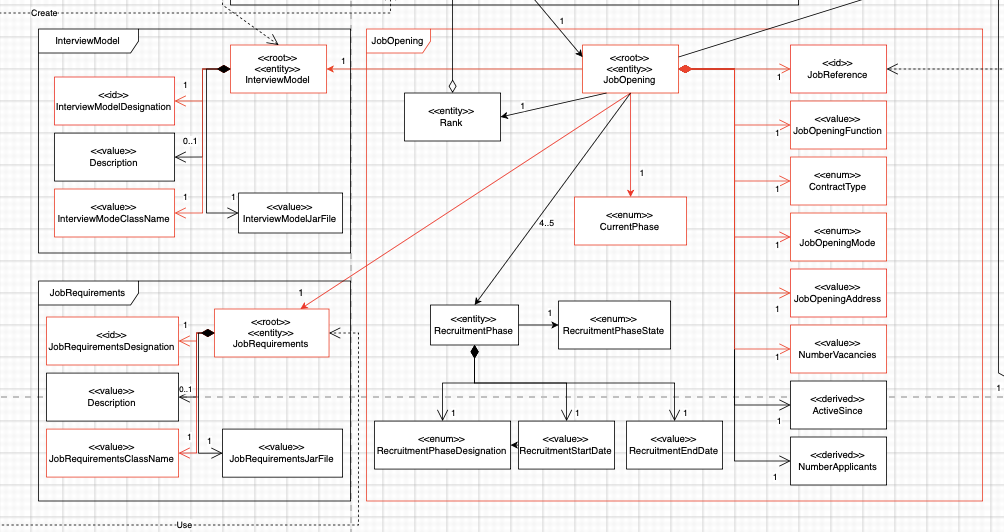 Create
1
InterviewModel
<<root>>
<<entity>>
InterviewModel
1
<<id>>
InterviewModelDesignation
1
<<value>>
Description
0..1
<<value>>
InterviewModeClassName
1
1
<<value>>
InterviewModelJarFile
JobOpening
<<root>>
<<entity>>
JobOpening
<<entity>>
Rank
1
1
<<enum>>
CurrentPhase
4..5
1
<<id>>
JobReference
1
<<value>>
JobOpeningFunction
1
<<enum>>
ContractType
1
<<enum>>
JobOpeningMode
1
<<value>>
JobOpeningAddress
1
<<value>>
NumberVacancies
1
<<derived>>
ActiveSince
1
<<derived>>
NumberApplicants
1
<<entity>>
RecruitmentPhase
1
<<enum>>
RecruitmentPhaseState
1
<<enum>>
RecruitmentPhaseDesignation
1
<<value>>
RecruitmentStartDate
1
<<value>>
RecruitmentEndDate
1
JobRequirements
1
<<root>>
<<entity>>
JobRequirements
<<id>>
JobRequirementsDesignation
1
<<value>>
Description
0..1
<<value>>
JobRequirementsClassName
1
1
<<value>>
JobRequirementsJarFile
Use